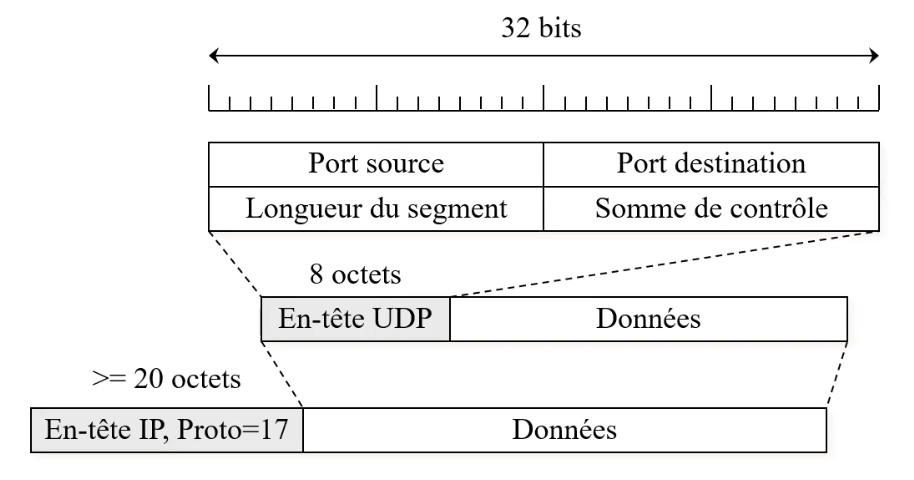 32 bits
Port source Port destination
Longueur du segment Somme de contrôle
8 octets
En-tête UDP Données
>= 20 octets
En-tête IP, Proto=17 Données